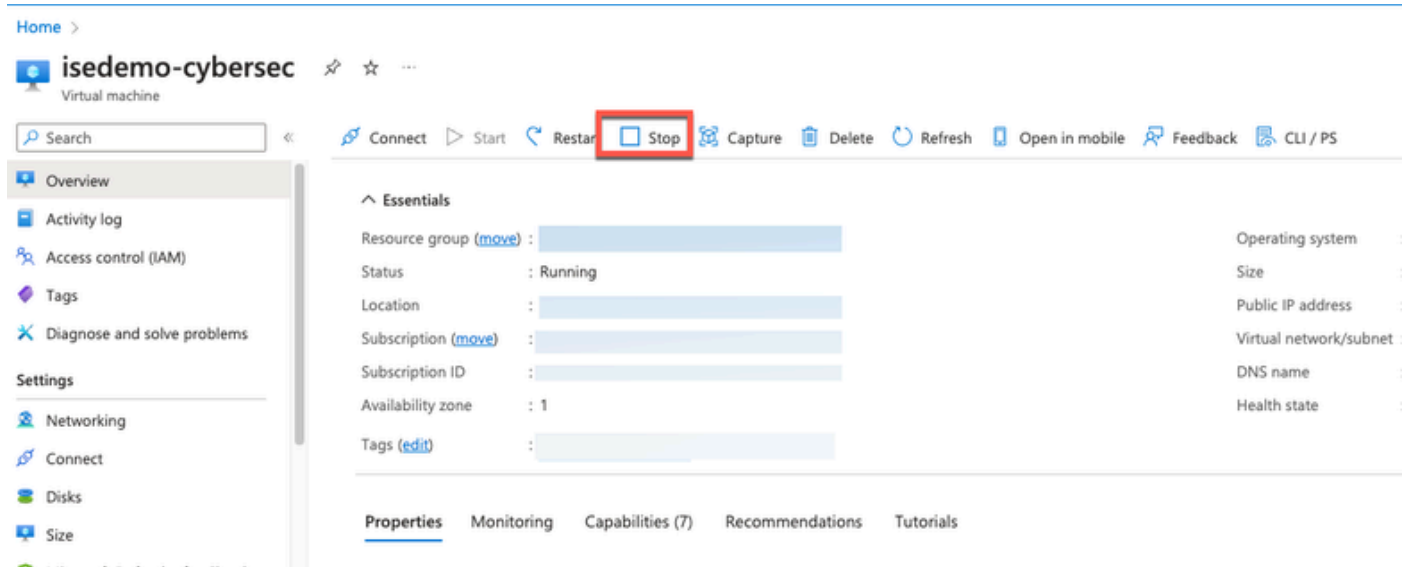 Home >
isedemo-cybersec ...
Virtual machine
Search «
Connect Start Restar Stop Capture Delete Refresh Open in mobile Feedback CLI / PS
Overview
Activity log
Access control (IAM)
Tags
Diagnose and solve problems
Settings
Networking
Connect
Disks
Size
Essentials
Resource group (move) :
Status : Running
Location :
Subscription (move) :
Subscription ID :
Availability zone : 1
Tags (edit) :
Operating system :
Size :
Public IP address :
Virtual network/subnet :
DNS name :
Health state :
Properties Monitoring Capabilities (7) Recommendations Tutorials